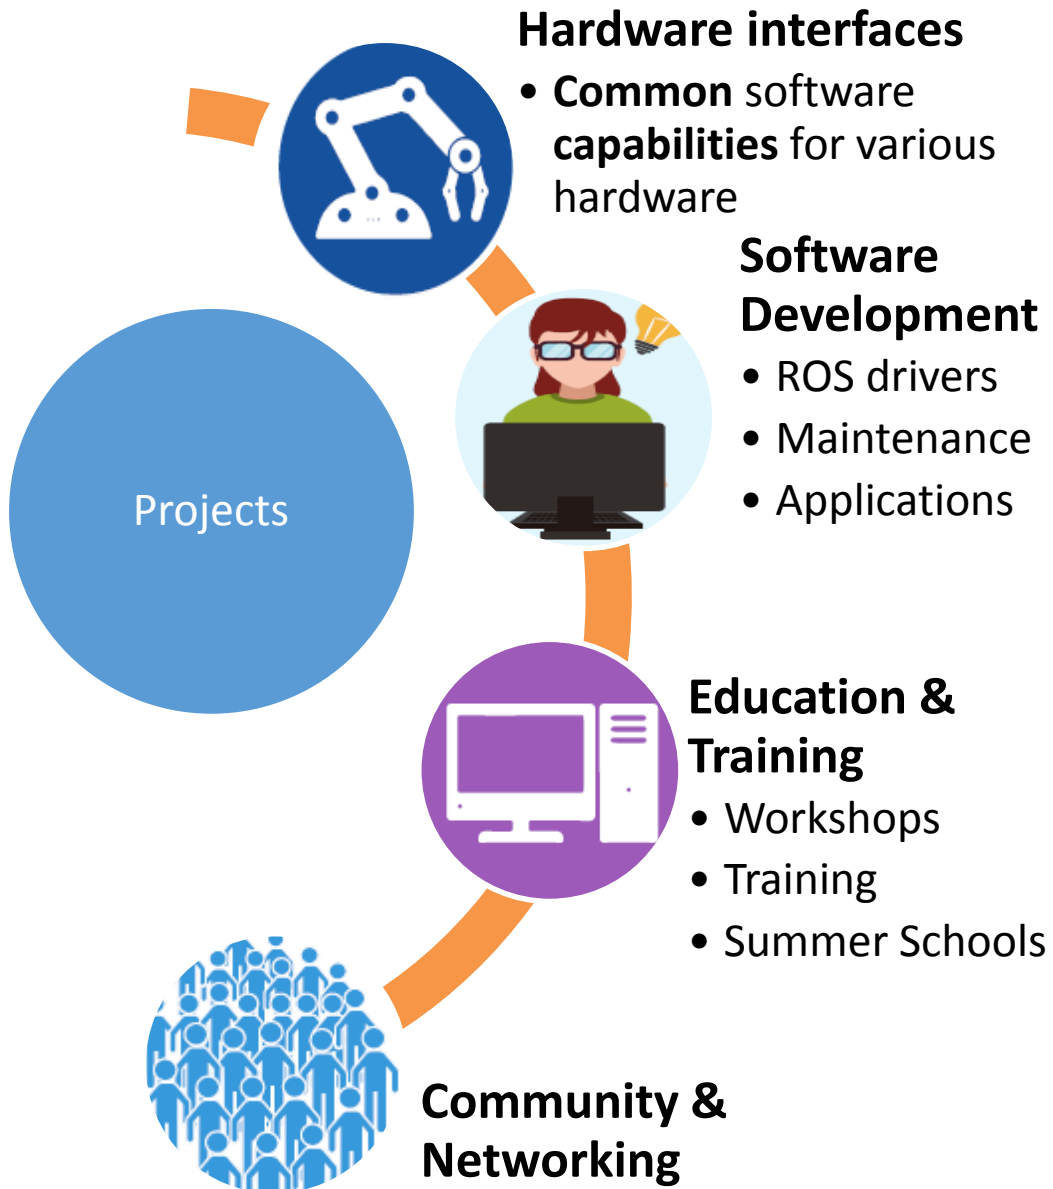 Hardware interfaces
• Common software
capabilities for various
hardware
Software
Development
• ROS drivers
• Maintenance
• Applications
Projects
Education &
Training
• Workshops
• Training
• Summer Schools
Community &
Networking